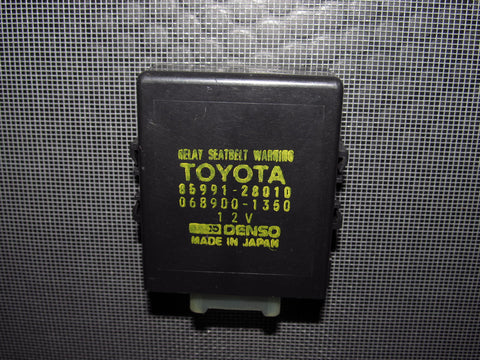 RELAY SEATBELT WARNING
TOYOTA
85991-28010
068900-1350
12V
DENSO
MADE IN JAPAN